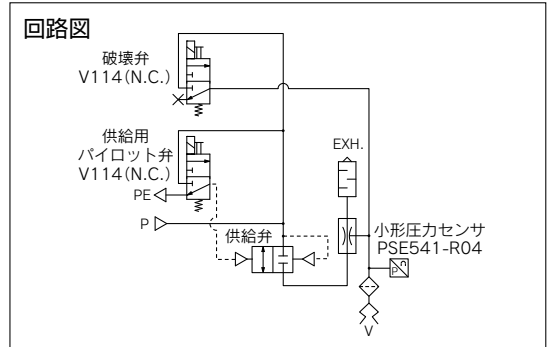 回路図
破壊弁
V114(N.C.)
供給用
パイロット弁
V114(N.C.)
PE
P
供給弁
EXH.
小形圧力センサ
PSE541-R04
P
V